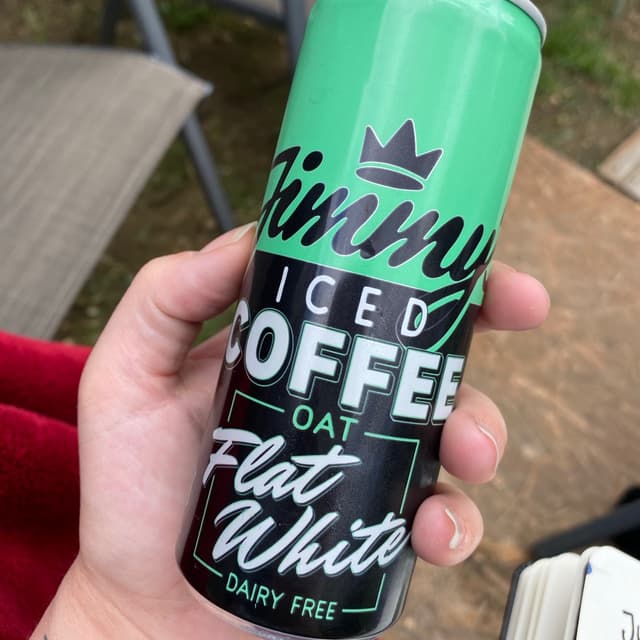 Jimmy's
ICED
COFFEE
OAT
Flat
White
DAIRY FREE